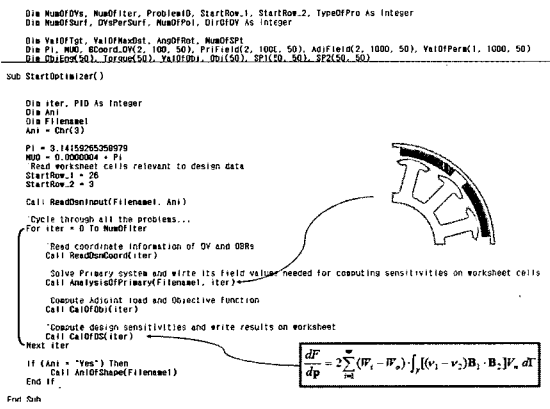 Dim NumOfDVs, NumOfIter, ProblemID, StartRow_1, StartRow_2, TypeOfPro As Integer
Dim NumOfSurf, DVsPerSurf, NumOfPol, DirOfDV As Integer
Dim ValOfTgt, ValOfMaxDst, AngOfRot, NumOfSPt
Dim PI, MU0, BCoord_DV(2, 100, 50), PriField(2, 1000, 50), AdjField(2, 1000, 50), ValOfPerm(1, 1000, 50)
Dim ObjEng(50), Torque(50), ValOfObj, Obj(50), SP1(50, 50), SP2(50, 50)
Sub StartOptimizer()
Dim iter, PID As Integer
Dim Ani
Dim Filename1
Ani = Chr(3)
PI = 3.14159265358979
MU0 = 0.0000004 * PI
'Read worksheet cells relevant to design data
StartRow_1 = 26
StartRow_2 = 3
Call ReadDsnInput(Filename1, Ani)
'Cycle through all the problems...
For iter = 0 To NumOfIter
'Read coordinate information of DV and OBRs
Call ReadDsnCoord(iter)
'Solve Primary system and wirte its field value needed for computing sensitivities on worksheet cells
Call AnalysisOfPrimary(Filename1, iter)
'Compute Adjoint load and Objective function
Call CalOfObj(iter)
'Compute design sensitivities and write results on worksheet
Call CalOfDS(iter)
Next iter
If (Ani = "Yes") Then
Call AniOfShape(Filename1)
End If
End Sub